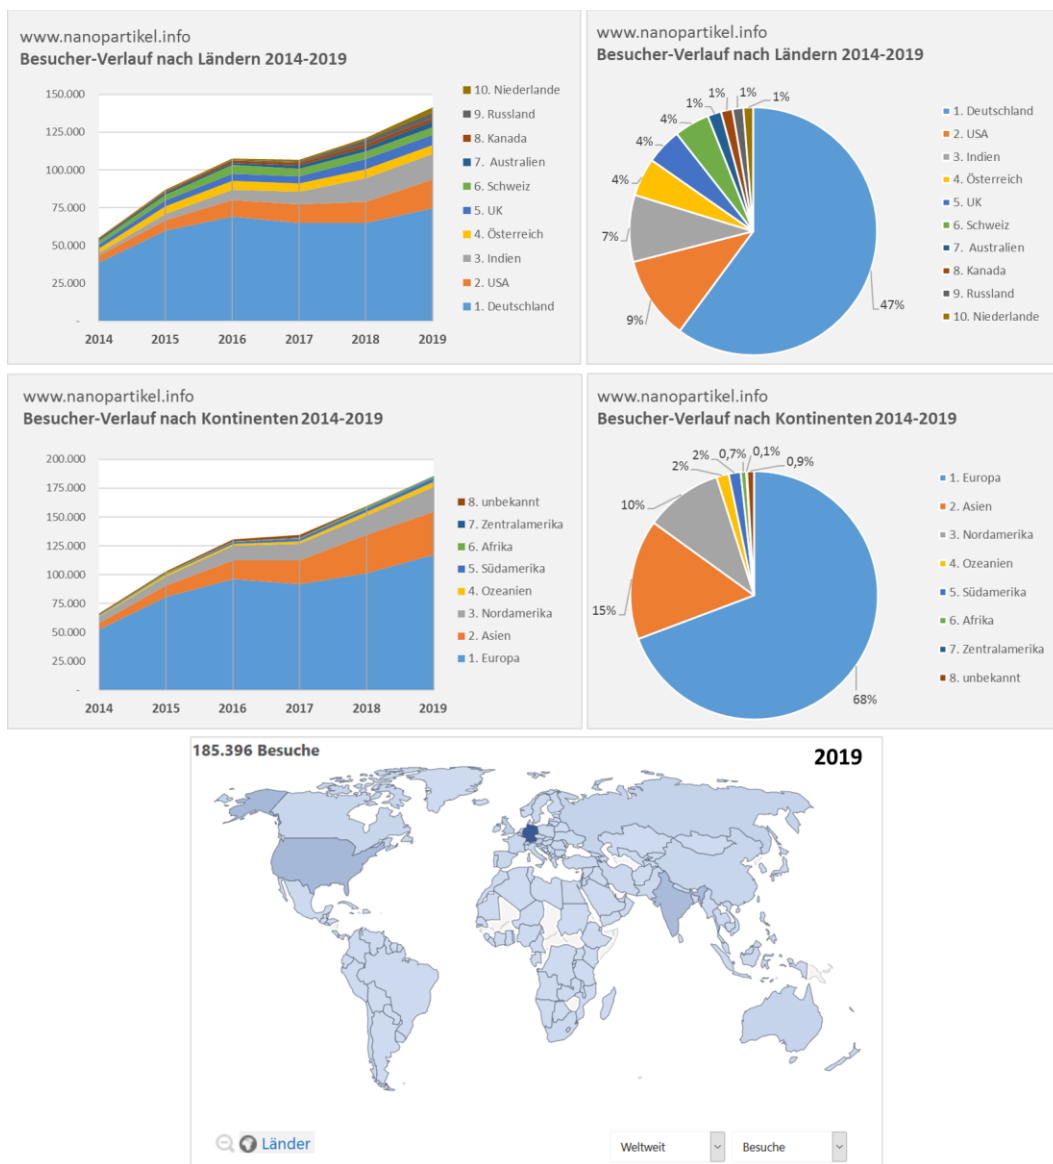 www.nanopartikel.info
Besucher-Verlauf nach Ländern 2014-2019
150.000
125.000
100.000
75.000
50.000
25.000
-
2014 2015 2016 2017 2018 2019
10. Niederlande
9. Russland
8. Kanada
7. Australien
6. Schweiz
5. UK
4. Österreich
3. Indien
2. USA
1. Deutschland
www.nanopartikel.info
Besucher-Verlauf nach Ländern 2014-2019
1% 1% 1% 1%
4%
4%
4%
7%
9%
47%
1. Deutschland
2. USA
3. Indien
4. Österreich
5. UK
6. Schweiz
7. Australien
8. Kanada
9. Russland
10. Niederlande
www.nanopartikel.info
Besucher-Verlauf nach Kontinenten 2014-2019
200.000
175.000
150.000
125.000
100.000
75.000
50.000
25.000
-
2014 2015 2016 2017 2018 2019
8. unbekannt
7. Zentralamerika
6. Afrika
5. Südamerika
4. Ozeanien
3. Nordamerika
2. Asien
1. Europa
www.nanopartikel.info
Besucher-Verlauf nach Kontinenten 2014-2019
2% 2% 0,7% 0,1% 0,9%
10%
15%
68%
1. Europa
2. Asien
3. Nordamerika
4. Ozeanien
5. Südamerika
6. Afrika
7. Zentralamerika
8. unbekannt
185.396 Besuche
2019
Länder
Weltweit
Besuche